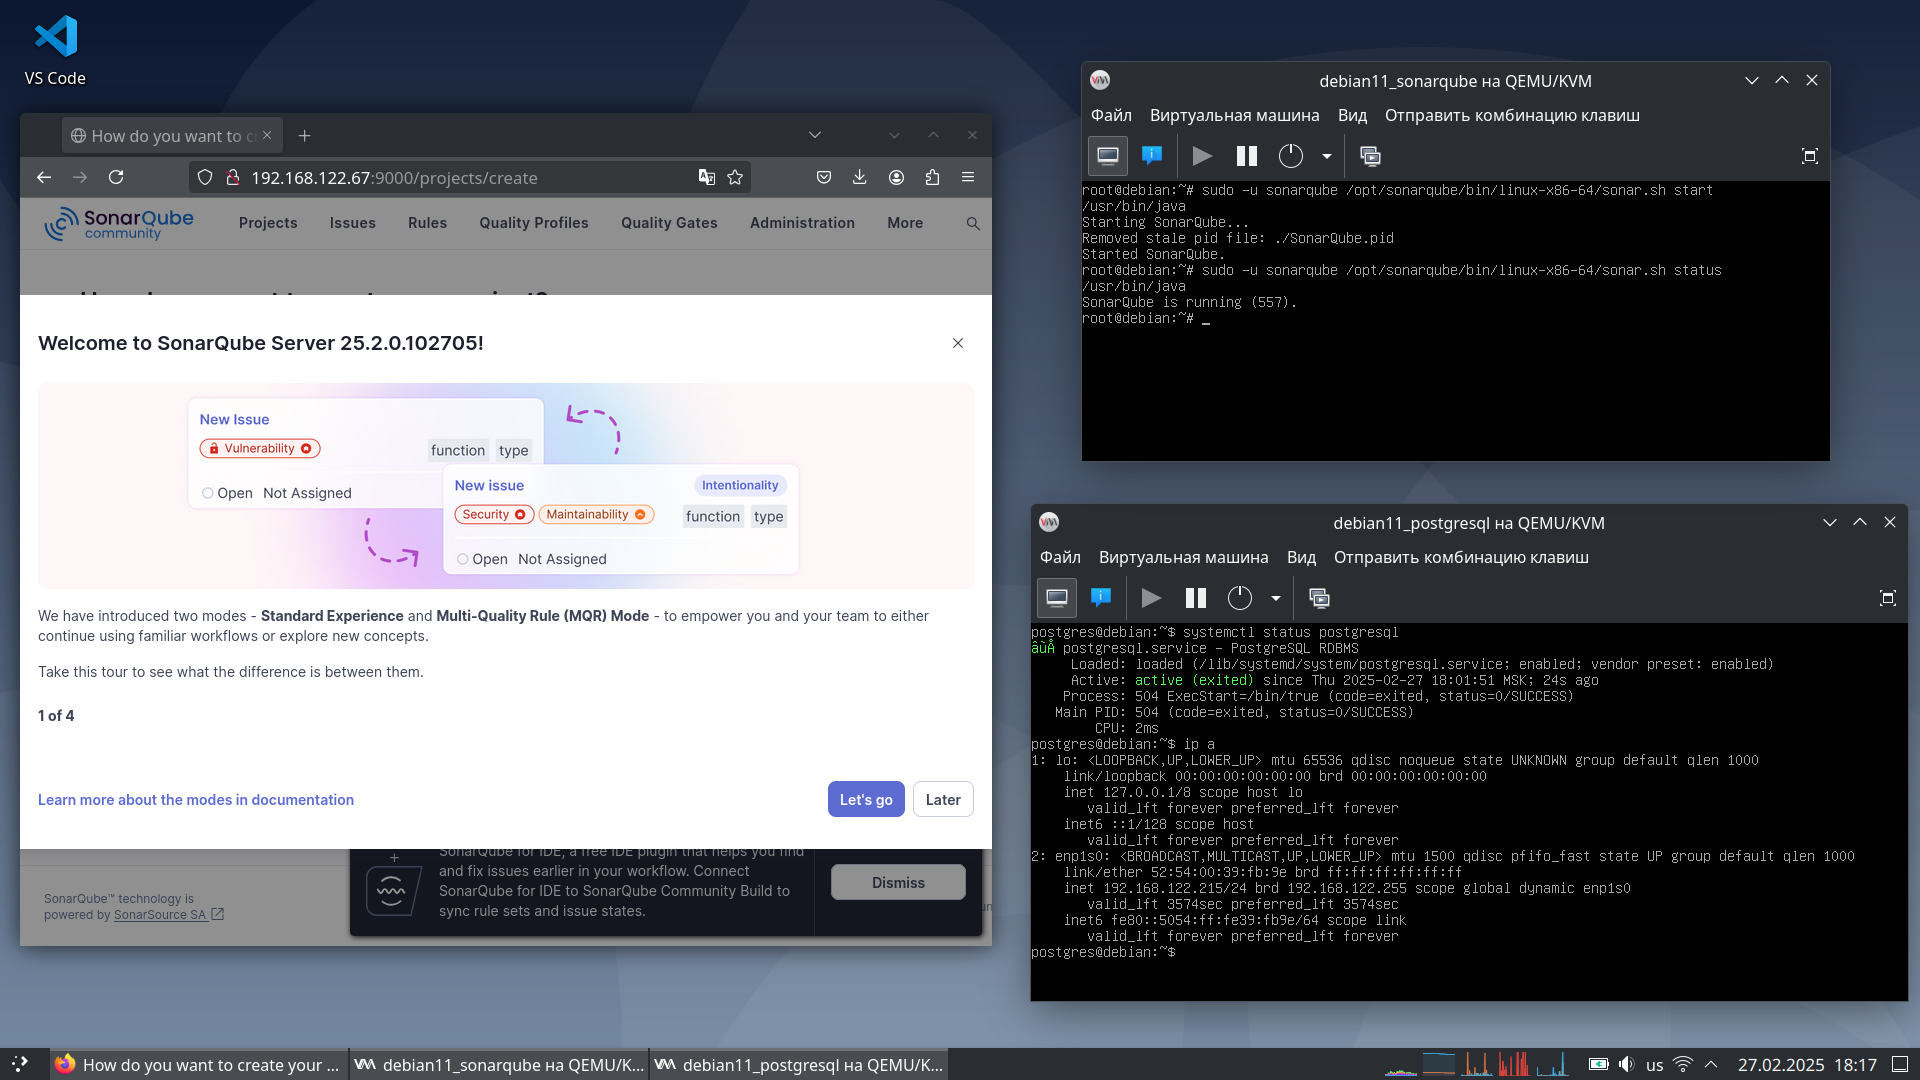 VS Code
How do you want to c
192.168.122.67:9000/projects/create
SonarQube
community
Projects Issues Rules Quality Profiles Quality Gates Administration More
Welcome to SonarQube Server 25.2.0.102705!
New Issue
Vulnerability
function type
Open Not Assigned
New issue
Intentionality
Security Maintainability function type
Open Not Assigned
We have introduced two modes - Standard Experience and Multi-Quality Rule (MQR) Mode - to empower you and your team to either
continue using familiar workflows or explore new concepts.
Take this tour to see what the difference is between them.
1 of 4
Learn more about the modes in documentation
Let's go
Later
SonarQube for IDE, a free IDE plugin that helps you find
and fix issues earlier in your workflow. Connect
SonarQube for IDE to SonarQube Community Build to
sync rule sets and issue states.
Dismiss
SonarQube™ technology is
powered by SonarSource SA
debian11_sonarqube на QEMU/KVM
Файл Виртуальная машина Вид Отправить комбинацию клавиш
root@debian:~# sudo -u sonarqube /opt/sonarqube/bin/linux-x86-64/sonar.sh start
/usr/bin/java
Starting SonarQube...
Removed stale pid file: ./SonarQube.pid
Started SonarQube.
root@debian:~# sudo -u sonarqube /opt/sonarqube/bin/linux-x86-64/sonar.sh status
/usr/bin/java
SonarQube is running (557).
root@debian:~# _
debian11_postgresql на QEMU/KVM
Файл Виртуальная машина Вид Отправить комбинацию клавиш
postgres@debian:~$ systemctl status postgresql
postgresql.service - PostgreSQL RDBMS
Loaded: loaded (/lib/systemd/system/postgresql.service; enabled; vendor preset: enabled)
Active: active (exited) since Thu 2025-02-27 18:01:51 MSK; 24s ago
Process: 504 ExecStart=/bin/true (code=exited, status=0/SUCCESS)
Main PID: 504 (code=exited, status=0/SUCCESS)
CPU: 2ms
postgres@debian:~$ ip a
1: lo: <LOOPBACK,UP,LOWER_UP> mtu 65536 qdisc noqueue state UNKNOWN group default qlen 1000
link/loopback 00:00:00:00:00:00 brd 00:00:00:00:00:00
inet 127.0.0.1/8 scope host lo
valid_lft forever preferred_lft forever
inet6 ::1/128 scope host
valid_lft forever preferred_lft forever
2: enp1s0: <BROADCAST,MULTICAST,UP,LOWER_UP> mtu 1500 qdisc pfifo_fast state UP group default qlen 1000
link/ether 52:54:00:39:fb:9e brd ff:ff:ff:ff:ff:ff
inet 192.168.122.215/24 brd 192.168.122.255 scope global dynamic enp1s0
valid_lft 3574sec preferred_lft 3574sec
inet6 fe80::5054:ff:fe39:fb9e/64 scope link
valid_lft forever preferred_lft forever
postgres@debian:~$
How do you want to create your ...
debian11_sonarqube на QEMU/K...
debian11_postgresql на QEMU/K...
us
27.02.2025 18:17